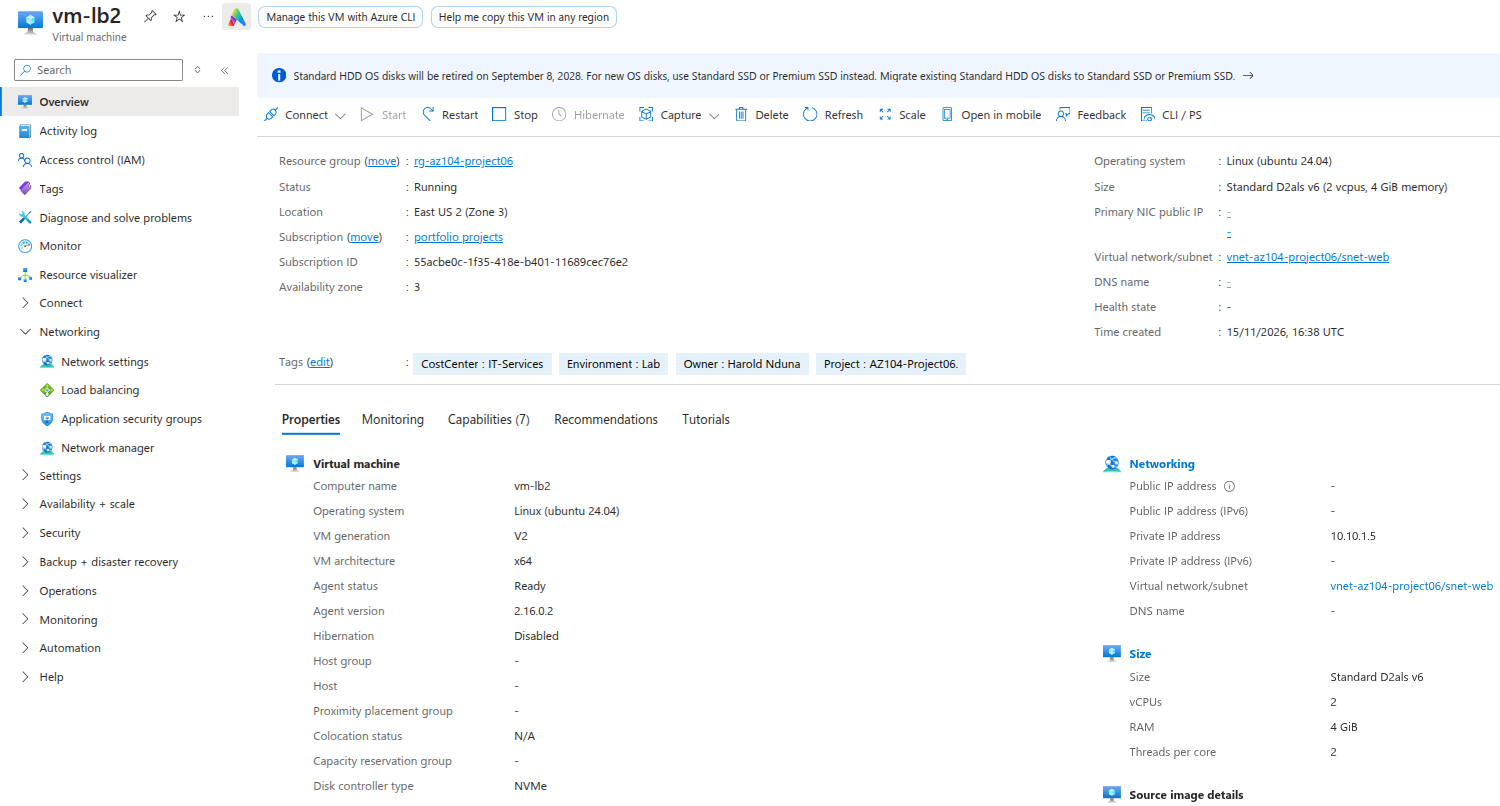 vm-lb2
Virtual machine
Manage this VM with Azure CLI
Help me copy this VM in any region
Search
Overview
Activity log
Access control (IAM)
Tags
Diagnose and solve problems
Monitor
Resource visualizer
Connect
Networking
Network settings
Load balancing
Application security groups
Network manager
Settings
Availability + scale
Security
Backup + disaster recovery
Operations
Monitoring
Automation
Help
Standard HDD OS disks will be retired on September 8, 2028. For new OS disks, use Standard SSD or Premium SSD instead. Migrate existing Standard HDD OS disks to Standard SSD or Premium SSD. →
Connect Start Restart Stop Hibernate Capture Delete Refresh Scale Open in mobile Feedback CLI / PS
Resource group (move) : rg-az104-project06
Status : Running
Location : East US 2 (Zone 3)
Subscription (move) : portfolio projects
Subscription ID : 55acbe0c-1f35-418e-b401-11689cec76e2
Availability zone : 3
Operating system : Linux (ubuntu 24.04)
Size : Standard D2als v6 (2 vcpus, 4 GiB memory)
Primary NIC public IP : -
-
Virtual network/subnet : vnet-az104-project06/snet-web
DNS name : -
Health state : -
Time created : 15/11/2026, 16:38 UTC
Tags (edit) : CostCenter : IT-Services Environment : Lab Owner : Harold Nduna Project : AZ104-Project06.
Properties Monitoring Capabilities (7) Recommendations Tutorials
Virtual machine
Computer name vm-lb2
Operating system Linux (ubuntu 24.04)
VM generation V2
VM architecture x64
Agent status Ready
Agent version 2.16.0.2
Hibernation Disabled
Host group -
Host -
Proximity placement group -
Colocation status N/A
Capacity reservation group -
Disk controller type NVMe
Networking
Public IP address -
Public IP address (IPv6) -
Private IP address 10.10.1.5
Private IP address (IPv6) -
Virtual network/subnet vnet-az104-project06/snet-web
DNS name -
Size
Size Standard D2als v6
vCPUs 2
RAM 4 GiB
Threads per core 2
Source image details